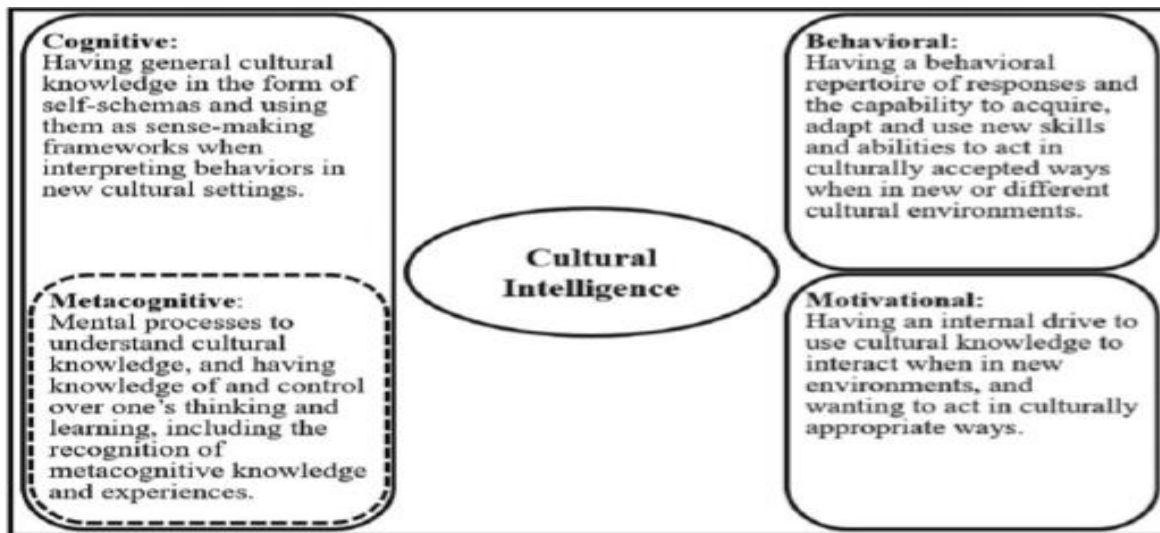 Cognitive:
Having general cultural
knowledge in the form of
self-schemas and using
them as sense-making
frameworks when
interpreting behaviors in
new cultural settings.
Metacognitive:
Mental processes to
understand cultural
knowledge, and having
knowledge of and control
over one's thinking and
learning, including the
recognition of
metacognitive knowledge
and experiences.
Cultural
Intelligence
Behavioral:
Having a behavioral
repertoire of responses and
the capability to acquire,
adapt and use new skills
and abilities to act in
culturally accepted ways
when in new or different
cultural environments.
Motivational:
Having an internal drive to
use cultural knowledge to
interact when in new
environments, and
wanting to act in culturally
appropriate ways.